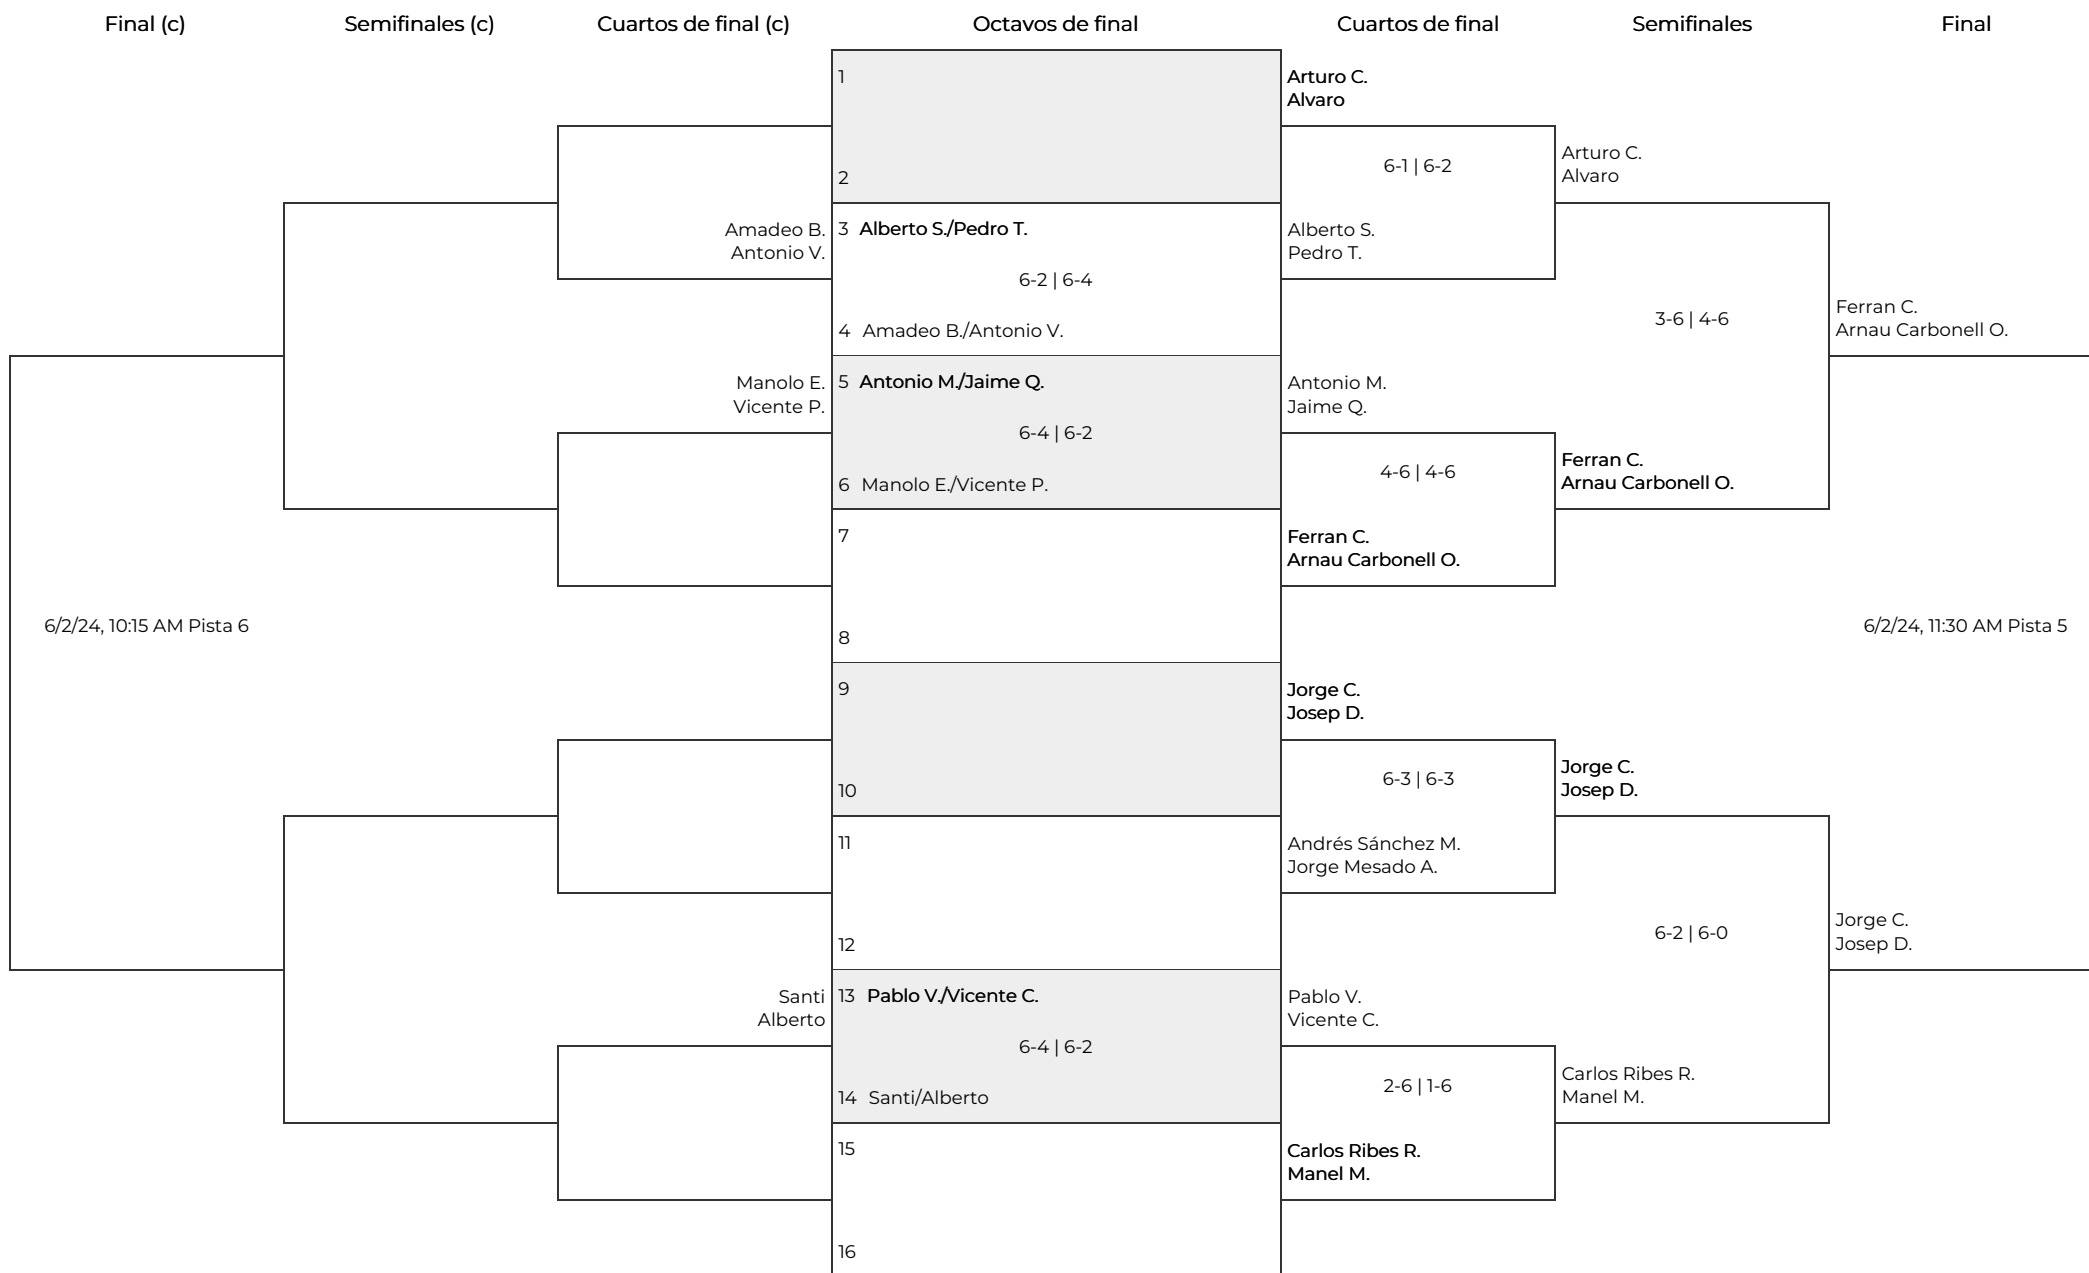 Final (c)
Semifinales (c)
Cuartos de final (c)
Octavos de final
Cuartos de final
Semifinales
Final
6/2/24, 10:15 AM Pista 6
Amadeo B.
Antonio V.
Manolo E.
Vicente P.
Santi
Alberto
1
2
3 Alberto S./Pedro T.
6-2 | 6-4
4 Amadeo B./Antonio V.
5 Antonio M./Jaime Q.
6-4 | 6-2
6 Manolo E./Vicente P.
7
8
9
10
11
12
13 Pablo V./Vicente C.
6-4 | 6-2
14 Santi/Alberto
15
16
Arturo C.
Alvaro
6-1 | 6-2
Alberto S.
Pedro T.
Antonio M.
Jaime Q.
4-6 | 4-6
Ferran C.
Arnau Carbonell O.
Jorge C.
Josep D.
6-3 | 6-3
Andrés Sánchez M.
Jorge Mesado A.
Pablo V.
Vicente C.
2-6 | 1-6
Carlos Ribes R.
Manel M.
Arturo C.
Alvaro
3-6 | 4-6
Ferran C.
Arnau Carbonell O.
Jorge C.
Josep D.
6-2 | 6-0
Carlos Ribes R.
Manel M.
Ferran C.
Arnau Carbonell O.
6/2/24, 11:30 AM Pista 5
Jorge C.
Josep D.